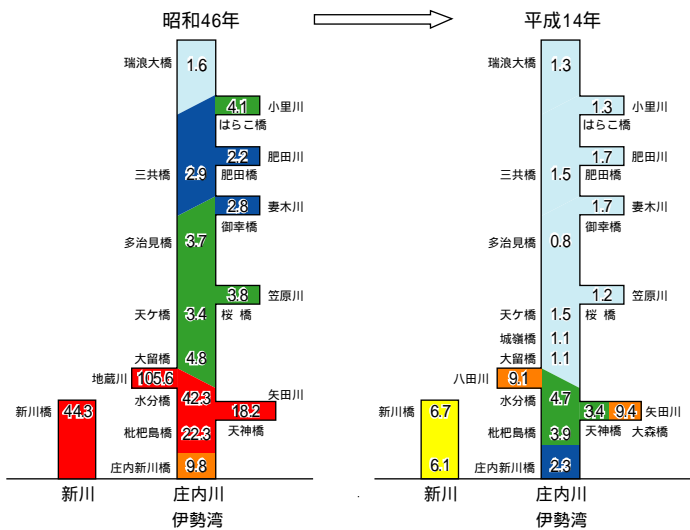 昭和46年
瑞浪大橋 1.6
4.1 小里川
はらこ橋
2.2 肥田川
三共橋 2.9 肥田橋
2.8 妻木川
御幸橋
多治見橋 3.7
3.8 笠原川
天ケ橋 3.4 桜 橋
大留橋 4.8
地蔵川 105.6
水分橋 42.3 矢田川
新川橋 44.3 18.2
枇杷島橋 22.3 天神橋
庄内新川橋 9.8
新川 庄内川
伊勢湾
平成14年
瑞浪大橋 1.3
1.3 小里川
はらこ橋
1.7 肥田川
三共橋 1.5 肥田橋
1.7 妻木川
御幸橋
多治見橋 0.8
1.2 笠原川
天ケ橋 1.5 桜 橋
城嶺橋 1.1
大留橋 1.1
八田川 9.1
水分橋 4.7
新川橋 6.7 3.4 9.4 矢田川
枇杷島橋 3.9 天神橋 大森橋
6.1 庄内新川橋 2.3
新川 庄内川
伊勢湾